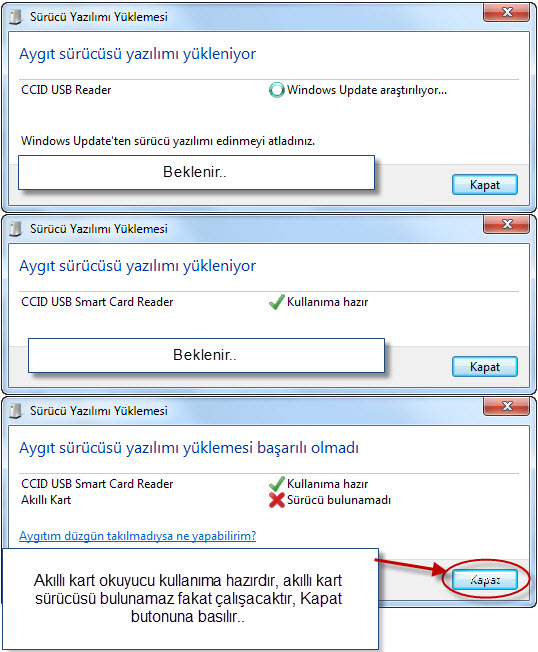 Sürücü Yazılımı Yüklemesi
Aygıt sürücüsü yazılımı yükleniyor
CCID USB Reader Windows Update araştırılıyor...
Windows Update'ten sürücü yazılımı edinmeyi atladınız.
Beklenir..
Kapat
Sürücü Yazılımı Yüklemesi
Aygıt sürücüsü yazılımı yükleniyor
CCID USB Smart Card Reader Kullanıma hazır
Beklenir..
Kapat
Sürücü Yazılımı Yüklemesi
Aygıt sürücüsü yazılımı yüklemesi başarılı olmadı
CCID USB Smart Card Reader Kullanıma hazır
Akıllı Kart Sürücü bulunamadı
Aygıtım düzgün takılmadıysa ne yapabilirim?
Akıllı kart okuyucu kullanıma hazırdır, akıllı kart
sürücüsü bulunamaz fakat çalışacaktır, Kapat
butonuna basılır..
Kapat